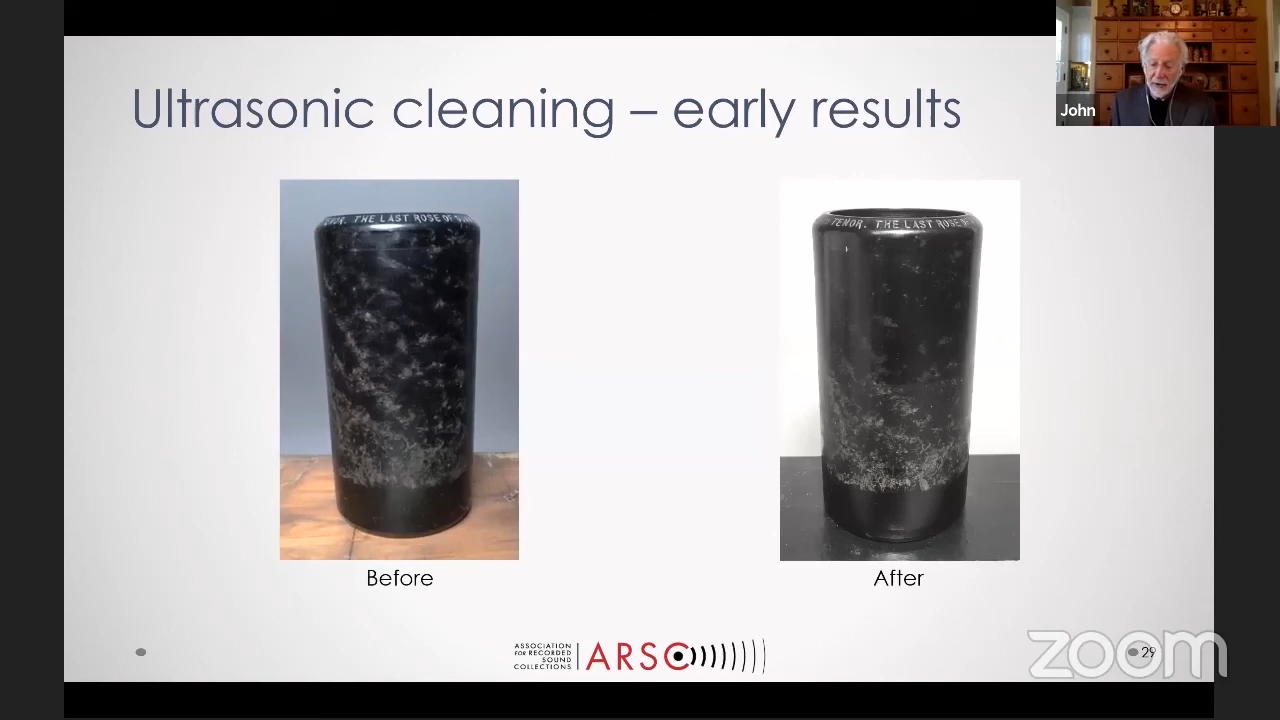 Ultrasonic cleaning – early results
John
TENOR. THE LAST ROSE OF
Before
TENOR. THE LAST ROSE OF
After
ASSOCIATION
FOR RECORDED
SOUND
COLLECTIONS
ARSC
zoom
29